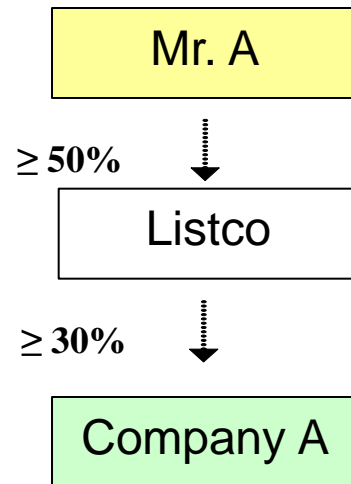 Mr. A
≥ 50%
Listco
≥ 30%
Company A